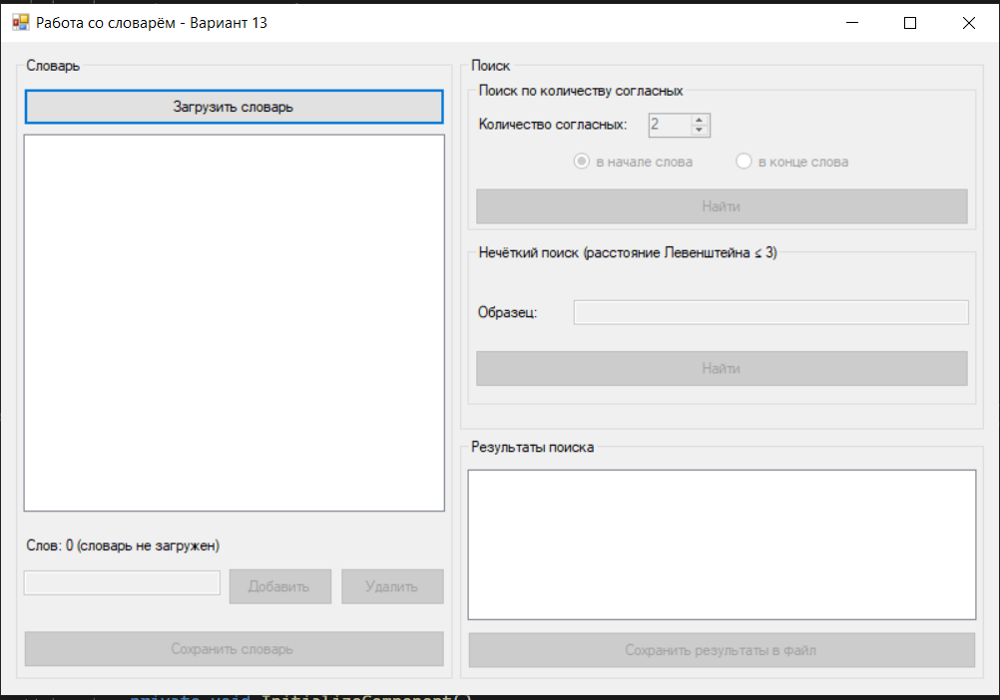 Работа со словарём - Вариант 13
Словарь
Загрузить словарь
Слов: 0 (словарь не загружен)
Добавить
Удалить
Сохранить словарь
Поиск
Поиск по количеству согласных
Количество согласных: 2
в начале слова
в конце слова
Найти
Нечёткий поиск (расстояние Левенштейна ≤ 3)
Образец:
Найти
Результаты поиска
Сохранить результаты в файл
private void InitializeComponent()